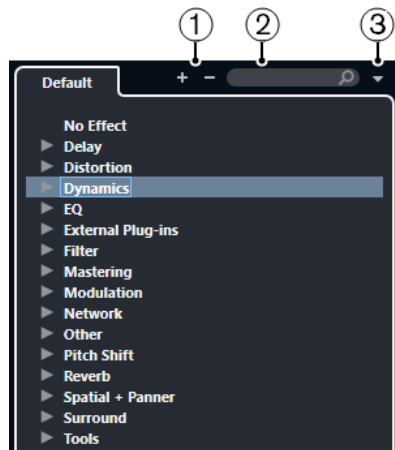 1 2 3
Default + −
No Effect
Delay
Distortion
Dynamics
EQ
External Plug-ins
Filter
Mastering
Modulation
Network
Other
Pitch Shift
Reverb
Spatial + Panner
Surround
Tools